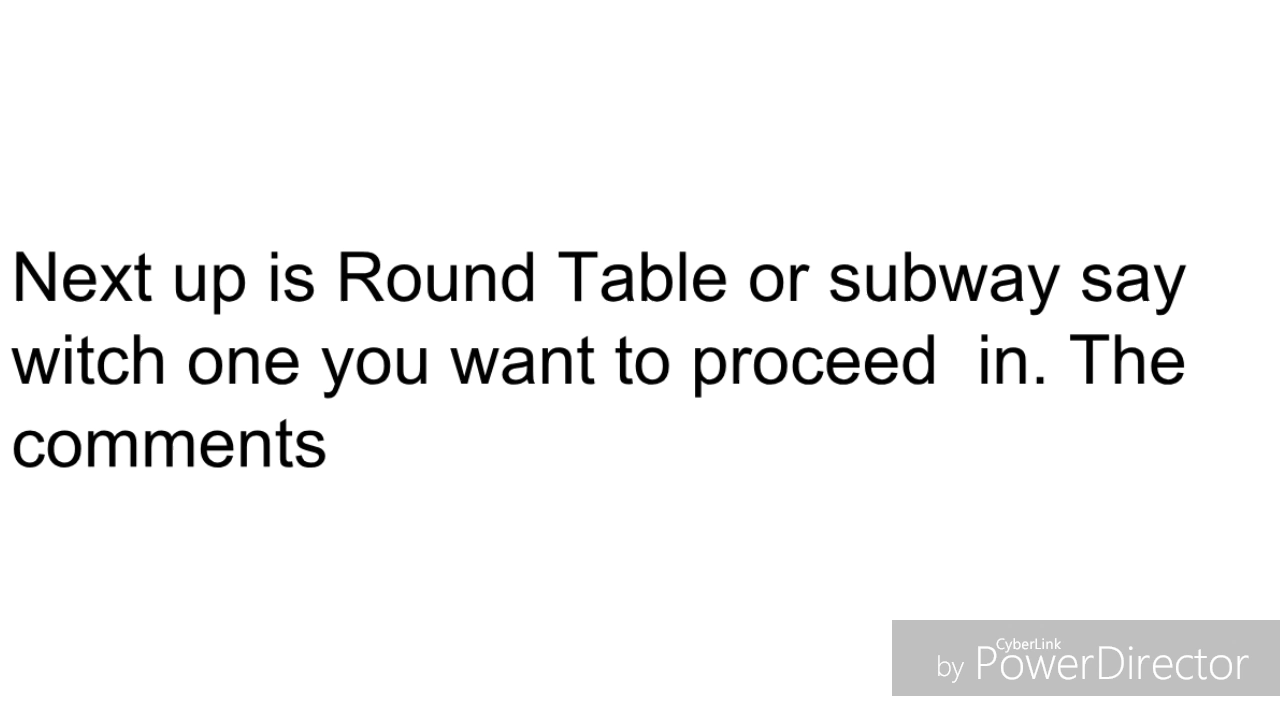 Next up is Round Table or subway say
witch one you want to proceed  in. The
comments
CyberLink
by PowerDirector